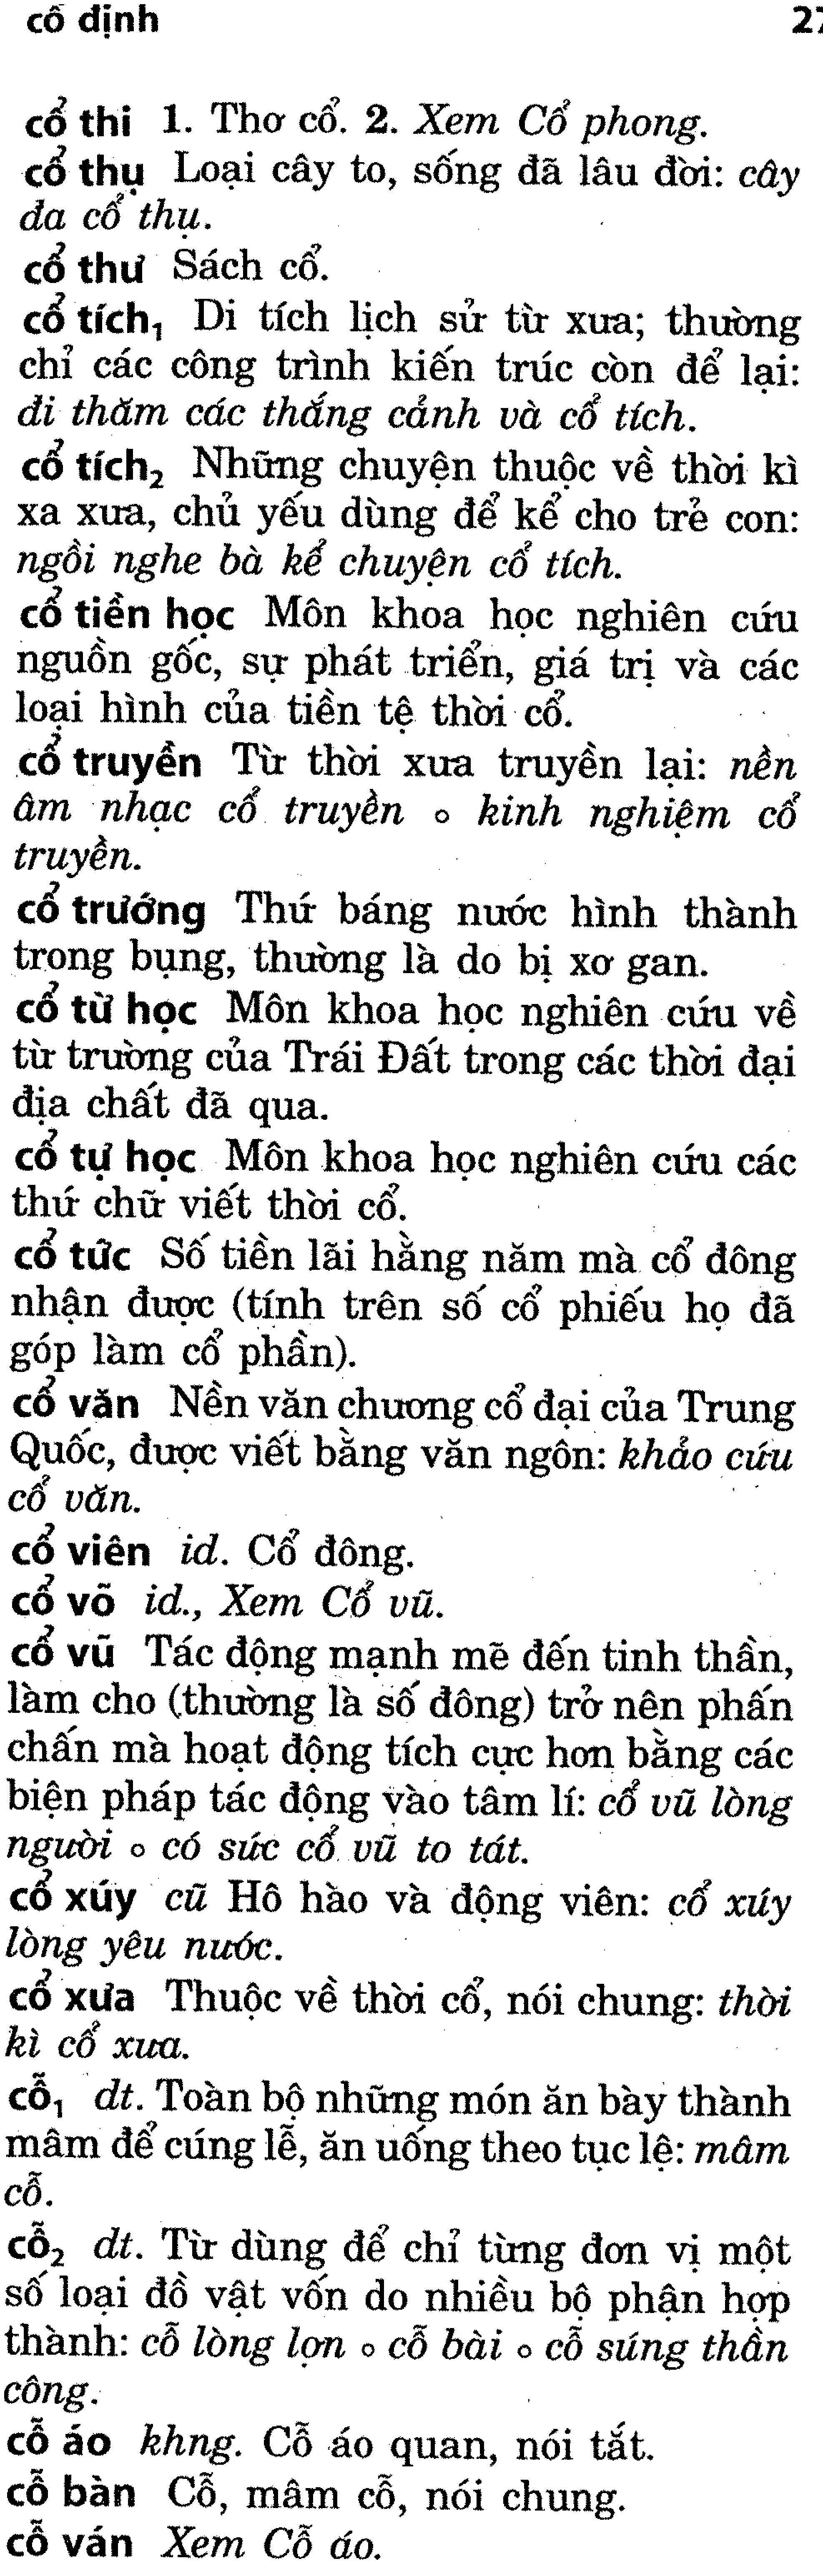 cố định 27
cổ thi 1. Thơ cổ. 2. Xem Cổ phong.
cổ thụ Loại cây to, sống đã lâu đời: cây
đa cổ thụ.
cổ thư Sách cổ.
cổ tích₁ Di tích lịch sử từ xưa; thường
chỉ các công trình kiến trúc còn để lại:
đi thăm các thắng cảnh và cổ tích.
cổ tích₂ Những chuyện thuộc về thời kì
xa xưa, chủ yếu dùng để kể cho trẻ con:
ngồi nghe bà kể chuyện cổ tích.
cổ tiền học Môn khoa học nghiên cứu
nguồn gốc, sự phát triển, giá trị và các
loại hình của tiền tệ thời cổ.
cổ truyền Từ thời xưa truyền lại: nền
âm nhạc cổ truyền ∘ kinh nghiệm cổ
truyền.
cổ trướng Thứ báng nước hình thành
trong bụng, thường là do bị xơ gan.
cổ từ học Môn khoa học nghiên cứu về
từ trường của Trái Đất trong các thời đại
địa chất đã qua.
cổ tự học Môn khoa học nghiên cứu các
thứ chữ viết thời cổ.
cổ tức Số tiền lãi hằng năm mà cổ đông
nhận được (tính trên số cổ phiếu họ đã
góp làm cổ phần).
cổ văn Nền văn chương cổ đại của Trung
Quốc, được viết bằng văn ngôn: khảo cứu
cổ văn.
cổ viên id. Cổ đông.
cổ võ id., Xem Cổ vũ.
cổ vũ Tác động mạnh mẽ đến tinh thần,
làm cho (thường là số đông) trở nên phấn
chấn mà hoạt động tích cực hơn bằng các
biện pháp tác động vào tâm lí: cổ vũ lòng
người ∘ có sức cổ vũ to tát.
cổ xúy cũ Hô hào và động viên: cổ xúy
lòng yêu nước.
cổ xưa Thuộc về thời cổ, nói chung: thời
kì cổ xưa.
cỗ₁ dt. Toàn bộ những món ăn bày thành
mâm để cúng lễ, ăn uống theo tục lệ: mâm
cỗ.
cỗ₂ dt. Từ dùng để chỉ từng đơn vị một
số loại đồ vật vốn do nhiều bộ phận hợp
thành: cỗ lòng lợn ∘ cỗ bài ∘ cỗ súng thần
công.
cỗ áo khng. Cỗ áo quan, nói tắt.
cỗ bàn Cỗ, mâm cỗ, nói chung.
cỗ ván Xem Cỗ áo.